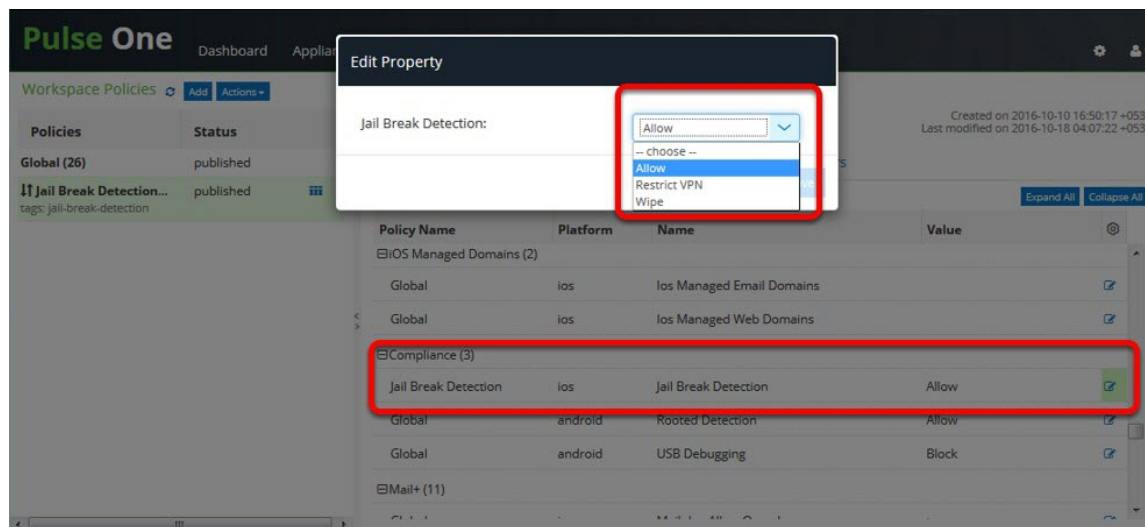 Pulse One
Dashboard
Applian
Workspace Policies
Add
Actions
Policies
Status
Global (26)
published
Jail Break Detection...
published
tags: jail-break-detection
Edit Property
Jail Break Detection:
Allow
-- choose --
Allow
Restrict VPN
Wipe
Created on 2016-10-10 16:50:17 +053
Last modified on 2016-10-18 04:07:22 +053
Expand All
Collapse All
Policy Name
Platform
Name
Value
iOS Managed Domains (2)
Global
ios
Ios Managed Email Domains
Global
ios
Ios Managed Web Domains
Compliance (3)
Jail Break Detection
ios
Jail Break Detection
Allow
Global
android
Rooted Detection
Allow
Global
android
USB Debugging
Block
Mail+ (11)